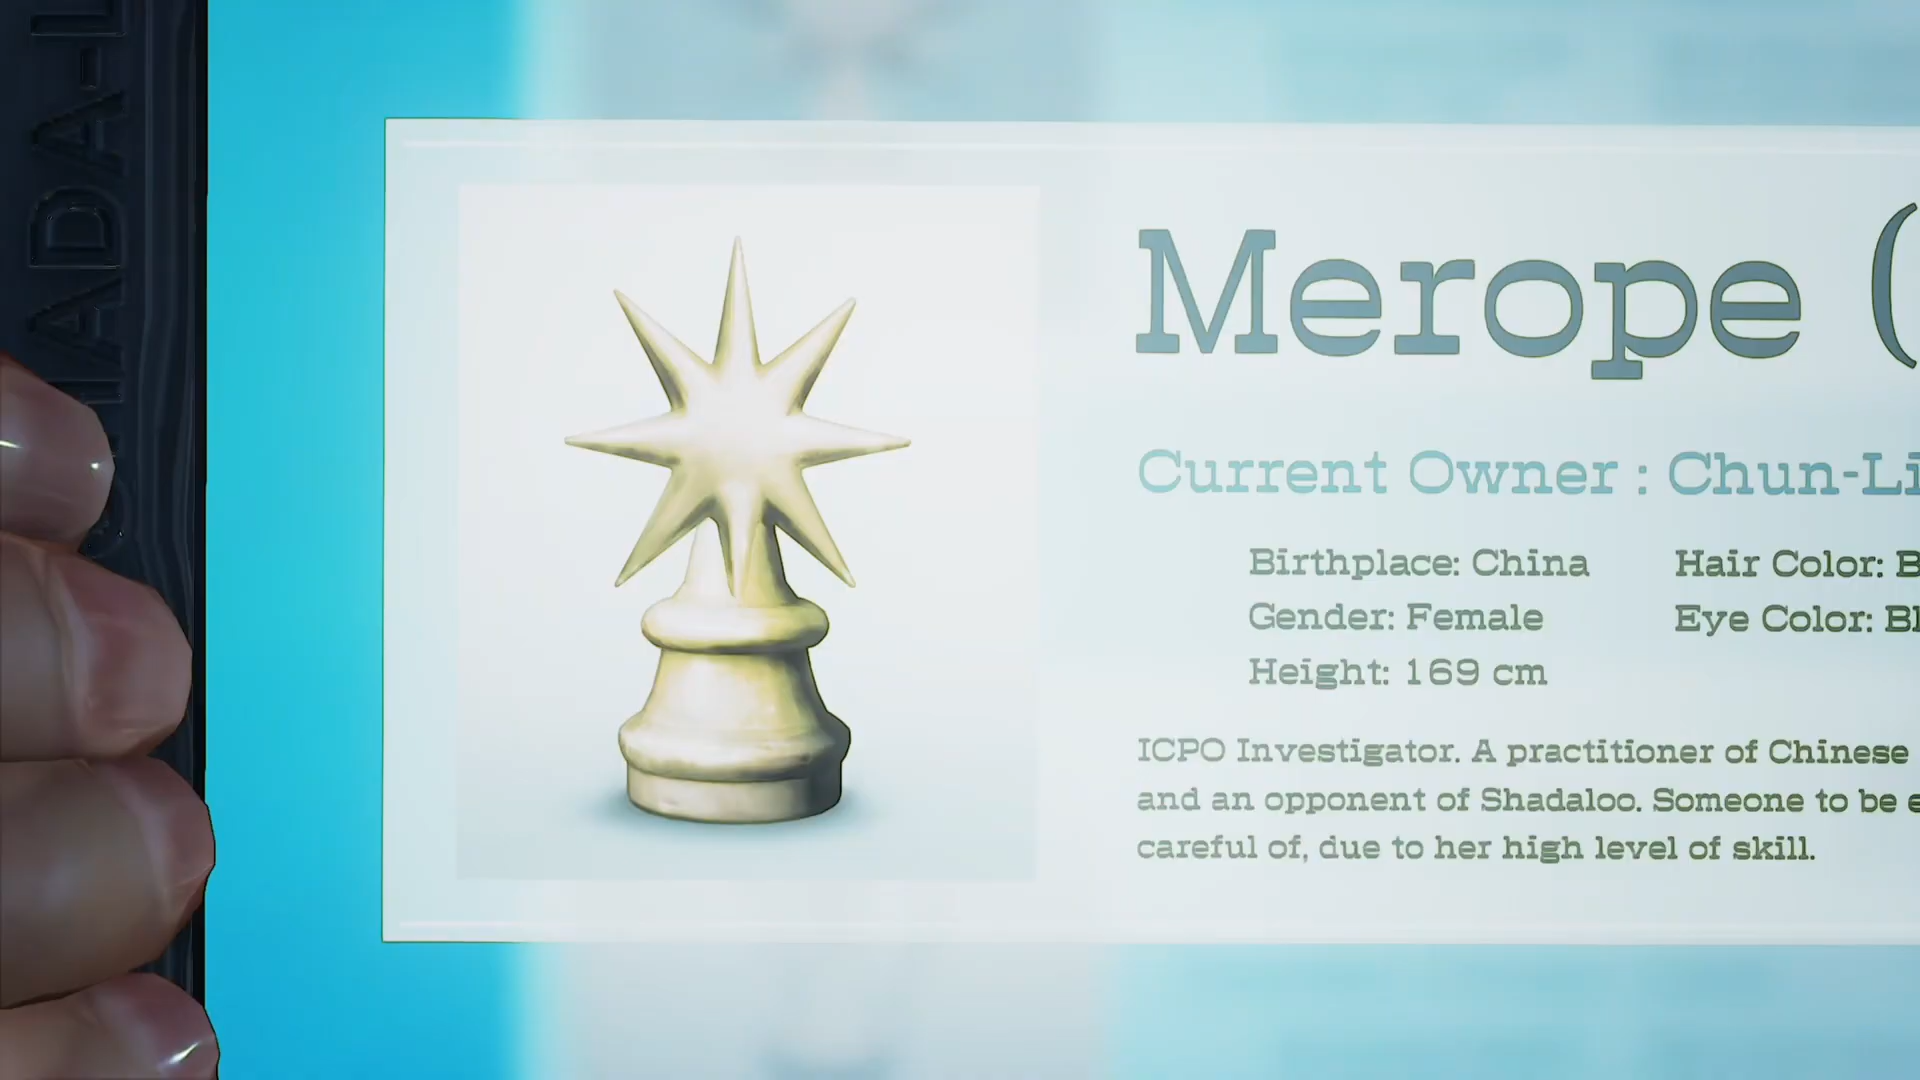 Merope (
Current Owner : Chun-Li
Birthplace: China
Hair Color: B
Gender: Female
Eye Color: Bl
Height: 169 cm
ICPO Investigator. A practitioner of Chinese
and an opponent of Shadaloo. Someone to be e
careful of, due to her high level of skill.